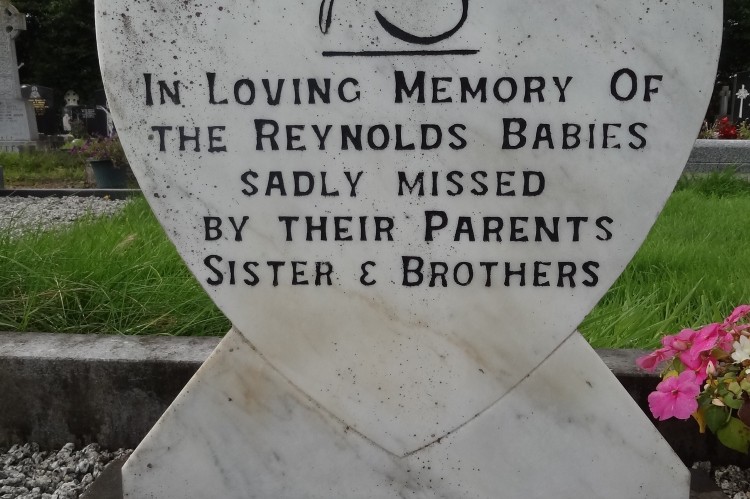 In Loving Memory Of
the Reynolds Babies
sadly missed
by their Parents
Sister & Brothers